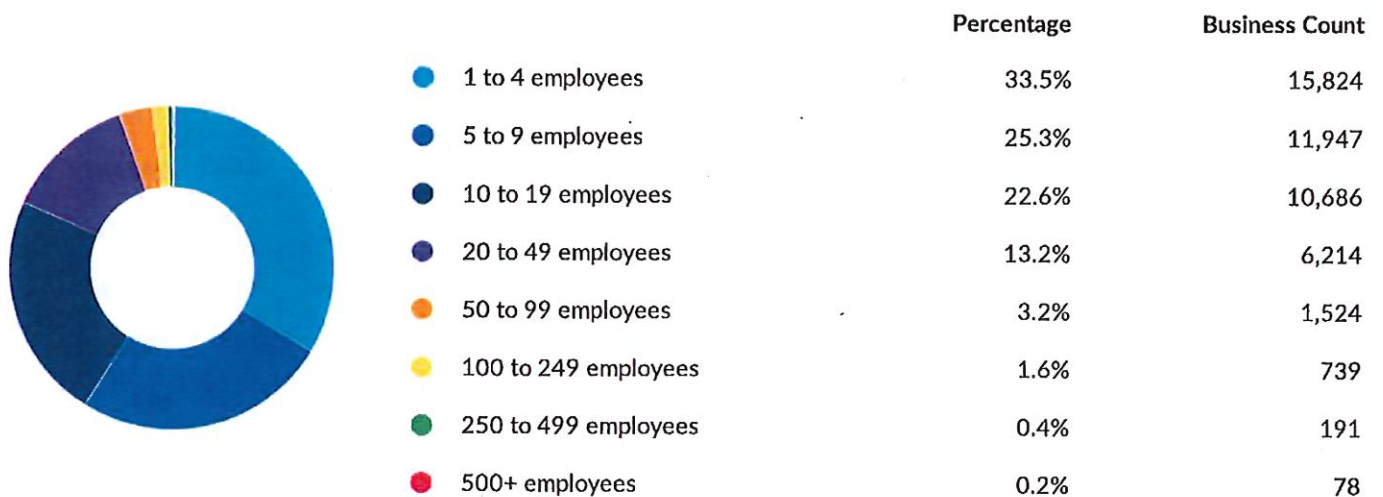 Percentage Business Count
1 to 4 employees 33.5% 15,824
5 to 9 employees 25.3% 11,947
10 to 19 employees 22.6% 10,686
20 to 49 employees 13.2% 6,214
50 to 99 employees 3.2% 1,524
100 to 249 employees 1.6% 739
250 to 499 employees 0.4% 191
500+ employees 0.2% 78